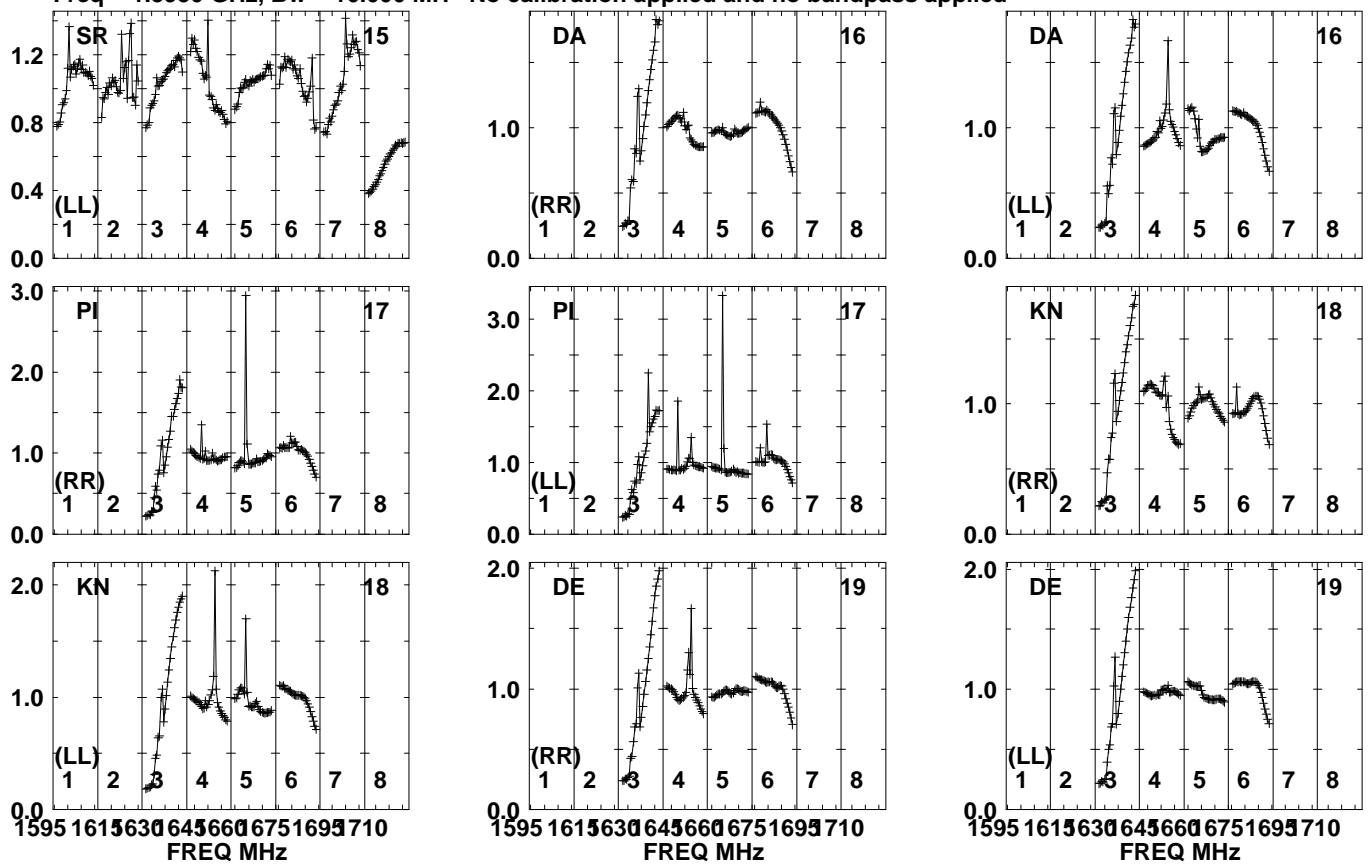 No calibration applied and no bandpass applied
SR 15
1.2
0.8
0.4
0.0
(LL)
1 2 3 4 5 6 7 8
DA 16
1.0
0.0
(RR)
1 2 3 4 5 6 7 8
DA 16
1.0
0.0
(LL)
1 2 3 4 5 6 7 8
PI 17
3.0
2.0
1.0
0.0
(RR)
1 2 3 4 5 6 7 8
PI 17
3.0
2.0
1.0
0.0
(LL)
1 2 3 4 5 6 7 8
KN 18
1.0
0.0
(RR)
1 2 3 4 5 6 7 8
KN 18
2.0
1.0
0.0
(LL)
1 2 3 4 5 6 7 8
1595 1615 1630 1645 1660 1675 1695 1710
FREQ MHz
DE 19
2.0
1.0
0.0
(RR)
1 2 3 4 5 6 7 8
1595 1615 1630 1645 1660 1675 1695 1710
FREQ MHz
DE 19
2.0
1.0
0.0
(LL)
1 2 3 4 5 6 7 8
1595 1615 1630 1645 1660 1675 1695 1710
FREQ MHz